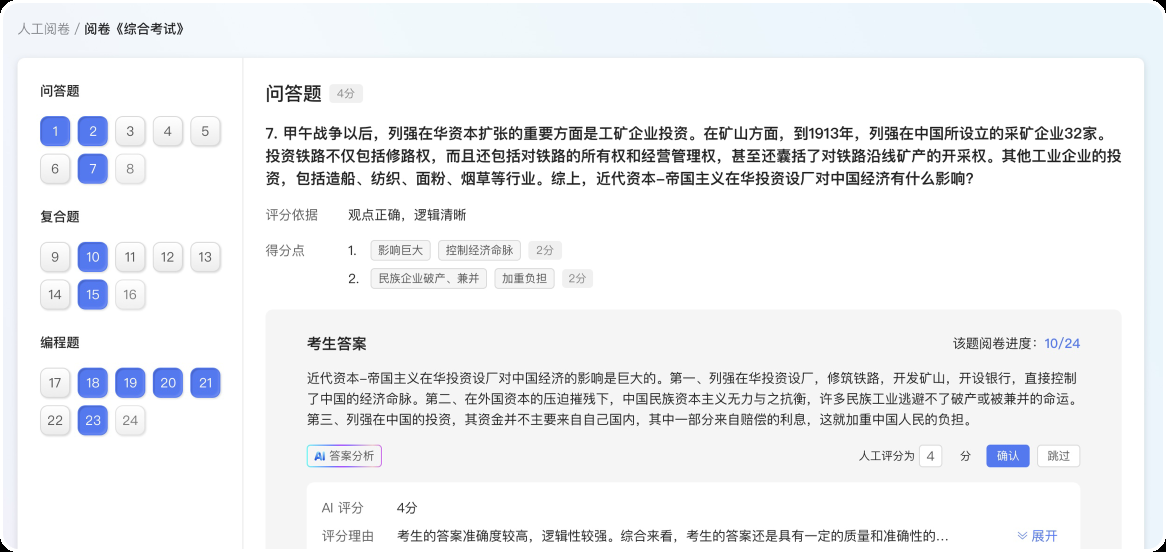 人工阅卷 / 阅卷《综合考试》
问答题
1 2 3 4 5
6 7 8
复合题
9 10 11 12 13
14 15 16
编程题
17 18 19 20 21
22 23 24
问答题 4分
7. 甲午战争以后，列强在华资本扩张的重要方面是工矿企业投资。在矿山方面，到1913年，列强在中国所设立的采矿企业32家。
投资铁路不仅包括修路权，而且还包括对铁路的所有权和经营管理权，甚至还囊括了对铁路沿线矿产的开采权。其他工业企业的投
资，包括造船、纺织、面粉、烟草等行业。综上，近代资本–帝国主义在华投资设厂对中国经济有什么影响?
评分依据 观点正确，逻辑清晰
得分点 1. 影响巨大 控制经济命脉 2分
2. 民族企业破产、兼并 加重负担 2分
考生答案 该题阅卷进度：10/24
近代资本–帝国主义在华投资设厂对中国经济的影响是巨大的。第一、列强在华投资设厂，修筑铁路，开发矿山，开设银行，直接控制
了中国的经济命脉。第二、在外国资本的压迫摧残下，中国民族资本主义无力与之抗衡，许多民族工业逃避不了破产或被兼并的命运。
第三、列强在中国的投资，其资金并不主要来自自己国内，其中一部分来自赔偿的利息，这就加重中国人民的负担。
AI 答案分析 人工评分为 4 分 确认 跳过
AI 评分 4分
评分理由 考生的答案准确度较高，逻辑性较强。综合来看，考生的答案还是具有一定的质量和准确性的... 展开